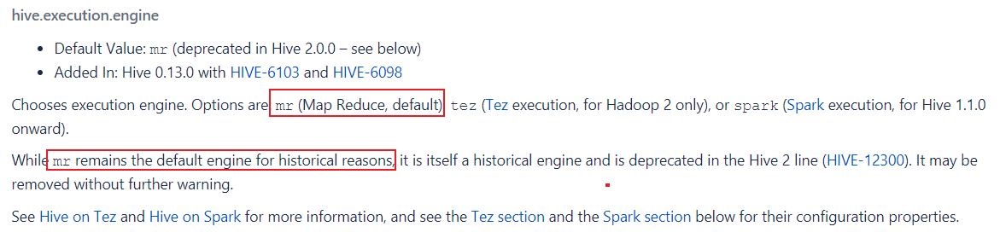 hive.execution.engine
• Default Value: mr (deprecated in Hive 2.0.0 – see below)
• Added In: Hive 0.13.0 with HIVE-6103 and HIVE-6098
Chooses execution engine. Options are mr (Map Reduce, default) tez (Tez execution, for Hadoop 2 only), or spark (Spark execution, for Hive 1.1.0
onward).
While mr remains the default engine for historical reasons, it is itself a historical engine and is deprecated in the Hive 2 line (HIVE-12300). It may be
removed without further warning.
See Hive on Tez and Hive on Spark for more information, and see the Tez section and the Spark section below for their configuration properties.